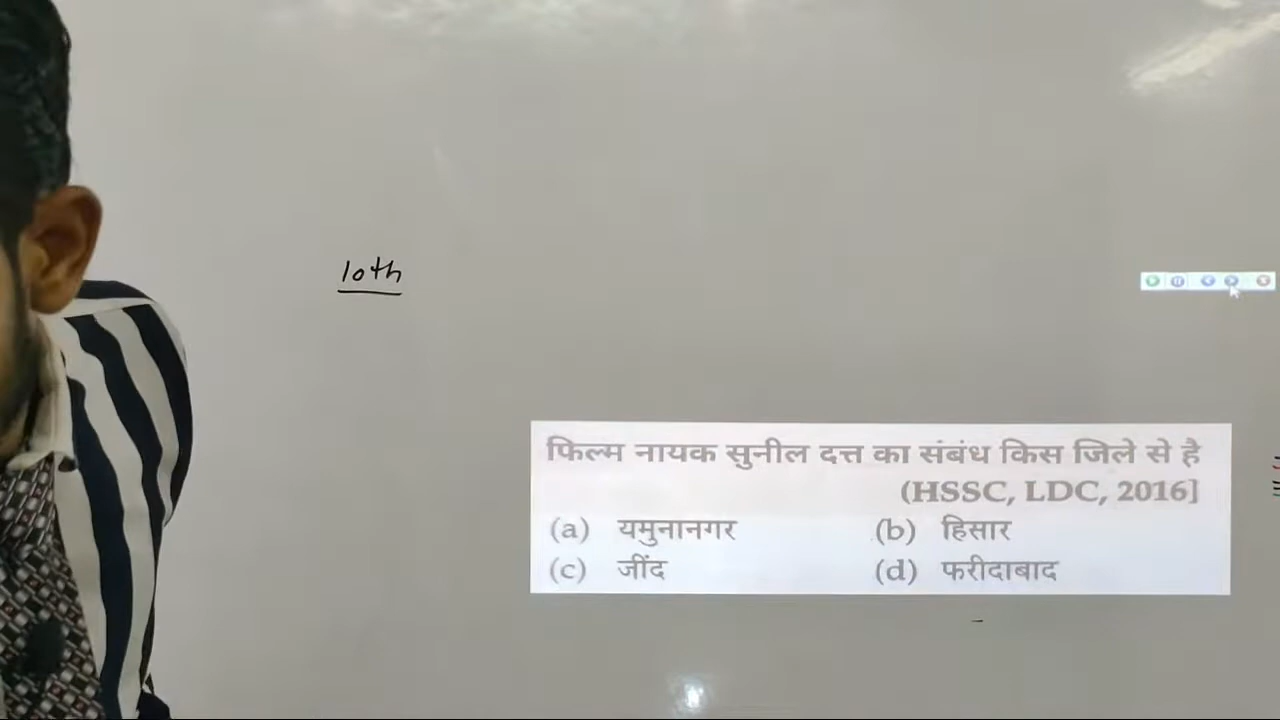 10th
फिल्म नायक सुनील दत्त का संबंध किस जिले से है
(HSSC, LDC, 2016]
(a) यमुनानगर (b) हिसार
(c) जींद (d) फरीदाबाद